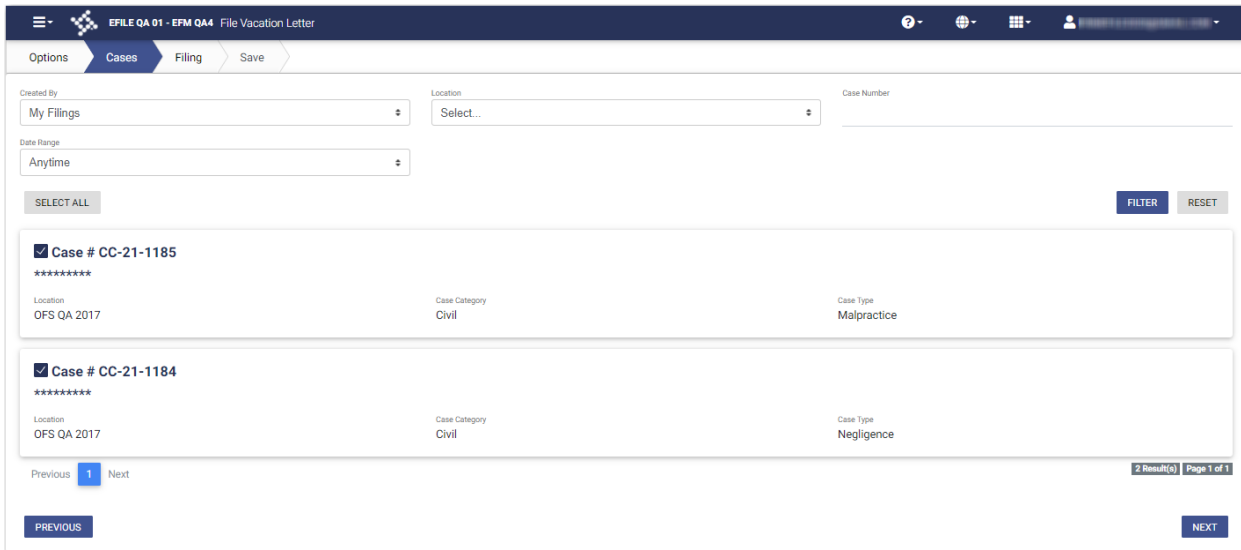 EFILE QA 01 - EFM QA4 File Vacation Letter
Options Cases Filing Save
Created By Location Case Number
My Filings Select...
Date Range
Anytime
SELECT ALL FILTER RESET
Case # CC-21-1185
*********
Location Case Category Case Type
OFS QA 2017 Civil Malpractice
Case # CC-21-1184
*********
Location Case Category Case Type
OFS QA 2017 Civil Negligence
Previous 1 Next 2 Result(s) Page 1 of 1
PREVIOUS NEXT